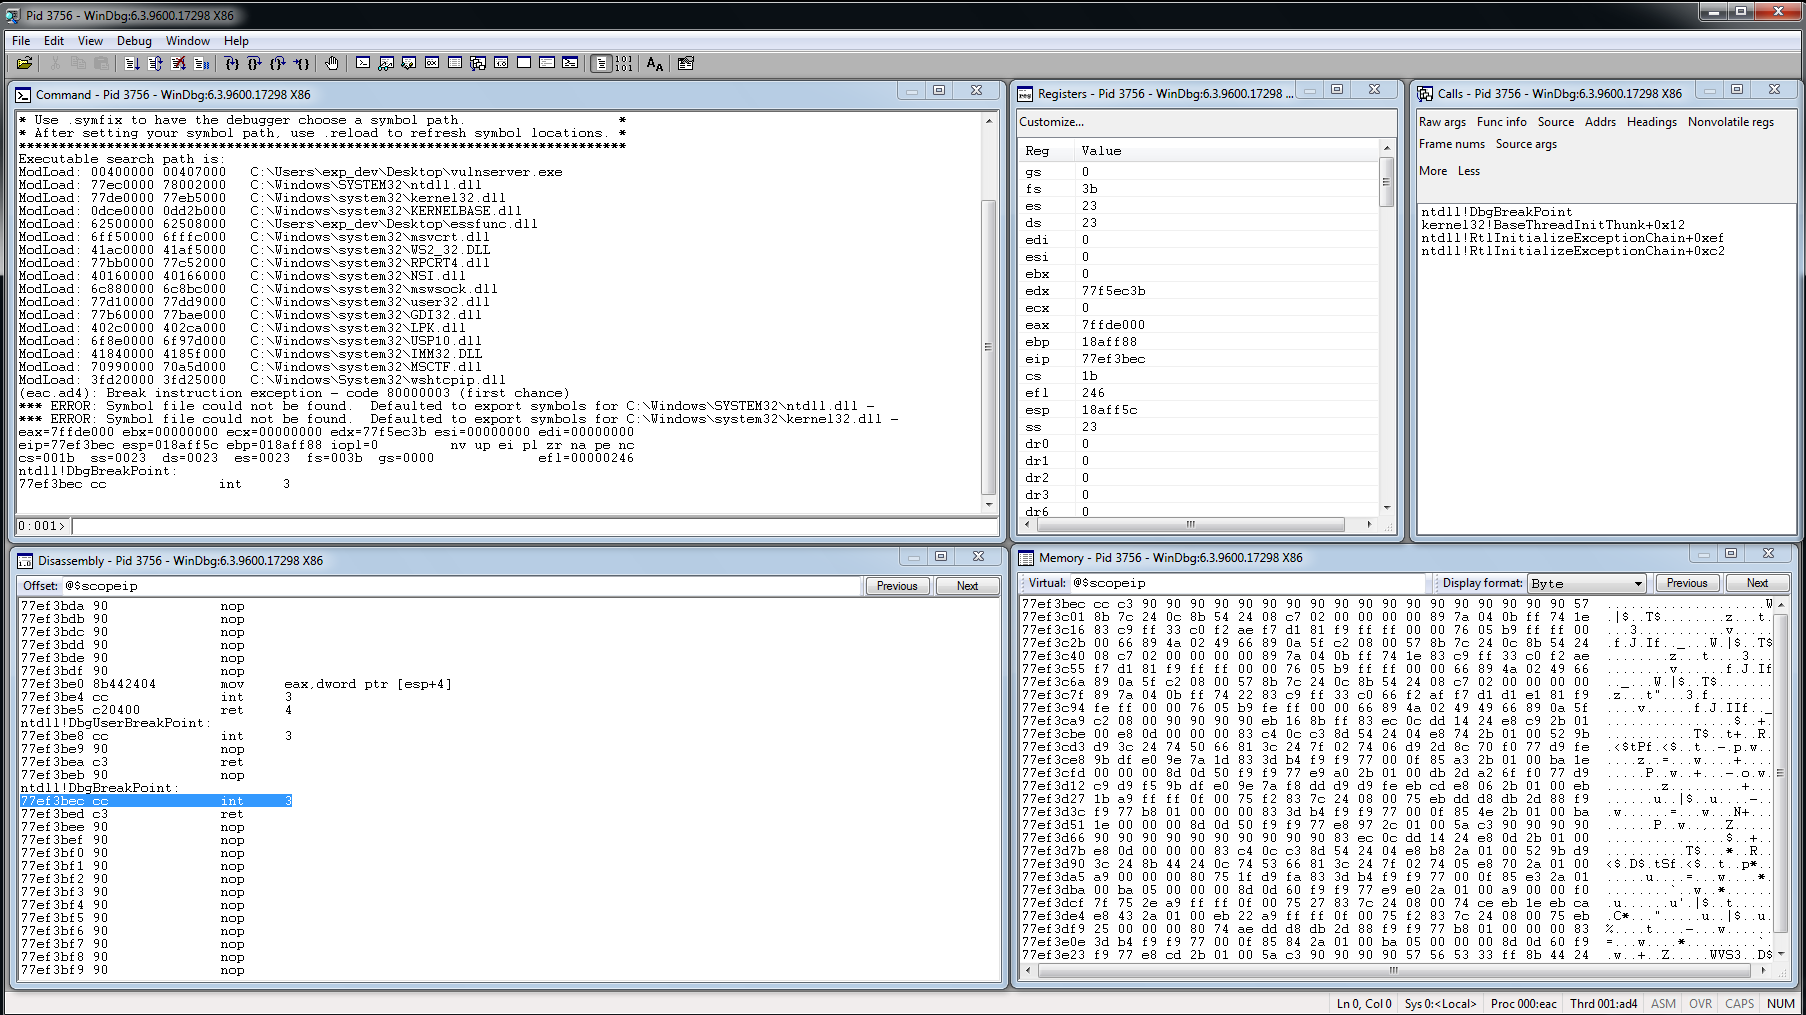 Pid 3756 - WinDbg:6.3.9600.17298 X86
File Edit View Debug Window Help
Command - Pid 3756 - WinDbg:6.3.9600.17298 X86
* Use .symfix to have the debugger choose a symbol path. *
* After setting your symbol path, use .reload to refresh symbol locations. *
****************************************************************************
Executable search path is:
ModLoad: 00400000 00407000 C:\Users\exp_dev\Desktop\vulnserver.exe
ModLoad: 77ec0000 78002000 C:\Windows\SYSTEM32\ntdll.dll
ModLoad: 77de0000 77eb5000 C:\Windows\system32\kernel32.dll
ModLoad: 0dce0000 0dd2b000 C:\Windows\system32\KERNELBASE.dll
ModLoad: 62500000 62508000 C:\Users\exp_dev\Desktop\essfunc.dll
ModLoad: 6ff50000 6fffc000 C:\Windows\system32\msvcrt.dll
ModLoad: 41ac0000 41af5000 C:\Windows\system32\WS2_32.DLL
ModLoad: 77bb0000 77c52000 C:\Windows\system32\RPCRT4.dll
ModLoad: 40160000 40166000 C:\Windows\system32\NSI.dll
ModLoad: 6c880000 6c8bc000 C:\Windows\system32\mswsock.dll
ModLoad: 77d10000 77dd9000 C:\Windows\system32\user32.dll
ModLoad: 77b60000 77bae000 C:\Windows\system32\GDI32.dll
ModLoad: 402c0000 402ca000 C:\Windows\system32\LPK.dll
ModLoad: 6f8e0000 6f97d000 C:\Windows\system32\USP10.dll
ModLoad: 41840000 4185f000 C:\Windows\system32\IMM32.DLL
ModLoad: 70990000 70a5d000 C:\Windows\system32\MSCTF.dll
ModLoad: 3fd20000 3fd25000 C:\Windows\System32\wshtcpip.dll
(eac.ad4): Break instruction exception - code 80000003 (first chance)
*** ERROR: Symbol file could not be found. Defaulted to export symbols for C:\Windows\SYSTEM32\ntdll.dll -
*** ERROR: Symbol file could not be found. Defaulted to export symbols for C:\Windows\system32\kernel32.dll -
eax=7ffde000 ebx=00000000 ecx=00000000 edx=77f5ec3b esi=00000000 edi=00000000
eip=77ef3bec esp=018aff5c ebp=018aff88 iopl=0 nv up ei pl zr na pe nc
cs=001b ss=0023 ds=0023 es=0023 fs=003b gs=0000 efl=00000246
ntdll!DbgBreakPoint:
77ef3bec cc int 3
0:001>
Registers - Pid 3756 - WinDbg:6.3.9600.17298 ...
Customize...
Reg Value
gs 0
fs 3b
es 23
ds 23
edi 0
esi 0
ebx 0
edx 77f5ec3b
ecx 0
eax 7ffde000
ebp 18aff88
eip 77ef3bec
cs 1b
efl 246
esp 18aff5c
ss 23
dr0 0
dr1 0
dr2 0
dr3 0
dr6 0
Calls - Pid 3756 - WinDbg:6.3.9600.17298 X86
Raw args Func info Source Addrs Headings Nonvolatile regs
Frame nums Source args
More Less
ntdll!DbgBreakPoint
kernel32!BaseThreadInitThunk+0x12
ntdll!RtlInitializeExceptionChain+0xef
ntdll!RtlInitializeExceptionChain+0xc2
Disassembly - Pid 3756 - WinDbg:6.3.9600.17298 X86
Offset: @$scopeip Previous Next
77ef3bda 90 nop
77ef3bdb 90 nop
77ef3bdc 90 nop
77ef3bdd 90 nop
77ef3bde 90 nop
77ef3bdf 90 nop
77ef3be0 8b442404 mov eax,dword ptr [esp+4]
77ef3be4 cc int 3
77ef3be5 c20400 ret 4
ntdll!DbgUserBreakPoint:
77ef3be8 cc int 3
77ef3be9 90 nop
77ef3bea c3 ret
77ef3beb 90 nop
ntdll!DbgBreakPoint:
77ef3bec cc int 3
77ef3bed c3 ret
77ef3bee 90 nop
77ef3bef 90 nop
77ef3bf0 90 nop
77ef3bf1 90 nop
77ef3bf2 90 nop
77ef3bf3 90 nop
77ef3bf4 90 nop
77ef3bf5 90 nop
77ef3bf6 90 nop
77ef3bf7 90 nop
77ef3bf8 90 nop
77ef3bf9 90 nop
Memory - Pid 3756 - WinDbg:6.3.9600.17298 X86
Virtual: @$scopeip Display format: Byte Previous Next
77ef3bec cc c3 90 90 90 90 90 90 90 90 90 90 90 90 90 90 90 90 90 90 57 ....................W
77ef3c01 8b 7c 24 0c 8b 54 24 08 c7 02 00 00 00 00 89 7a 04 0b ff 74 1e .|$..T$........z...t.
77ef3c16 83 c9 ff 33 c0 f2 ae f7 d1 81 f9 ff ff 00 00 76 05 b9 ff ff 00 ...3...........v.....
77ef3c2b 00 66 89 4a 02 49 66 89 0a 5f c2 08 00 57 8b 7c 24 0c 8b 54 24 .f.J.If.._...W.|$..T$
77ef3c40 08 c7 02 00 00 00 00 89 7a 04 0b ff 74 1e 83 c9 ff 33 c0 f2 ae ........z...t....3...
77ef3c55 f7 d1 81 f9 ff ff 00 00 76 05 b9 ff ff 00 00 66 89 4a 02 49 66 ........v......f.J.If
77ef3c6a 89 0a 5f c2 08 00 57 8b 7c 24 0c 8b 54 24 08 c7 02 00 00 00 00 .._...W.|$..T$.......
77ef3c7f 89 7a 04 0b ff 74 22 83 c9 ff 33 c0 66 f2 af f7 d1 d1 e1 81 f9 .z...t"...3.f........
77ef3c94 fe ff 00 00 76 05 b9 fe ff 00 00 66 89 4a 02 49 49 66 89 0a 5f ....v......f.J.IIf.._
77ef3ca9 c2 08 00 90 90 90 90 eb 16 8b ff 83 ec 0c dd 14 24 e8 c9 2b 01 ................$..+.
77ef3cbe 00 e8 0d 00 00 00 83 c4 0c c3 8d 54 24 04 e8 74 2b 01 00 52 9b ...........T$..t+..R.
77ef3cd3 d9 3c 24 74 50 66 81 3c 24 7f 02 74 06 d9 2d 8c 70 f0 77 d9 fe .<$tPf.<$..t..-.p.w..
77ef3ce8 9b df e0 9e 7a 1d 83 3d b4 f9 f9 77 00 0f 85 a3 2b 01 00 ba 1e ....z..=...w....+....
77ef3cfd 00 00 00 8d 0d 50 f9 f9 77 e9 a0 2b 01 00 db 2d a2 6f f0 77 d9 .....P..w..+...-.o.w.
77ef3d12 c9 d9 f5 9b df e0 9e 7a af d8 dd d9 d9 fe eb cd e8 06 2b 01 00 eb .......z..........+...
77ef3d27 1b a9 ff ff 0f 00 75 f2 83 7c 24 08 00 75 eb dd d8 db 2d 88 f9 ......u..|$..u....-..
77ef3d3c f9 77 b8 01 00 00 00 83 3d b4 f9 f9 77 00 0f 85 4e 2b 01 00 ba .w......=...w...N+...
77ef3d51 1e 00 00 00 8d 0d 50 f9 f9 77 e8 97 2c 01 00 5a c3 90 90 90 90 ......P..w..,..Z.....
77ef3d66 90 90 90 90 90 90 90 90 90 83 ec 0c dd 14 24 e8 0d 2b 01 00 ..............$..+..
77ef3d7b e8 0d 00 00 00 83 c4 0c c3 8d 54 24 04 e8 b8 2a 01 00 52 9b d9 ..........T$...*..R..
77ef3d90 3c 24 8b 44 24 0c 74 53 66 81 3c 24 7f 02 74 05 e8 70 2a 01 00 <$.D$.tSf.<$..t..p*..
77ef3da5 a9 00 00 00 80 75 1f d9 fa 83 3d b4 f9 f9 77 00 0f 85 e3 2a 01 .....u....=...w....*.
77ef3dba 00 ba 05 00 00 00 8d 0d 60 f9 f9 77 e9 e0 2a 01 00 a9 00 00 f0 ........`..w..*......
77ef3dcf 7f 75 2e a9 ff ff 0f 00 75 27 83 7c 24 08 00 74 ce eb 1e eb ca .u......u'.|$..t.....
77ef3de4 e8 43 2a 01 00 eb 22 a9 ff ff 0f 00 75 f2 83 7c 24 08 00 75 eb .C*...".....u..|$..u.
77ef3df9 25 00 00 00 80 74 ae dd d8 db 2d 88 f9 f9 77 b8 01 00 00 00 83 %....t....-...w......
77ef3e0e 3d b4 f9 f9 77 00 0f 85 84 2a 01 00 ba 05 00 00 00 8d 0d 60 f9 =...w....*.........`.
77ef3e23 f9 77 e8 cd 2b 01 00 5a c3 90 90 90 90 57 56 53 33 ff 8b 44 24 .w..+..Z.....WVS3..D$
Ln 0, Col 0 Sys 0:<Local> Proc 000:eac Thrd 001:ad4 ASM OVR CAPS NUM